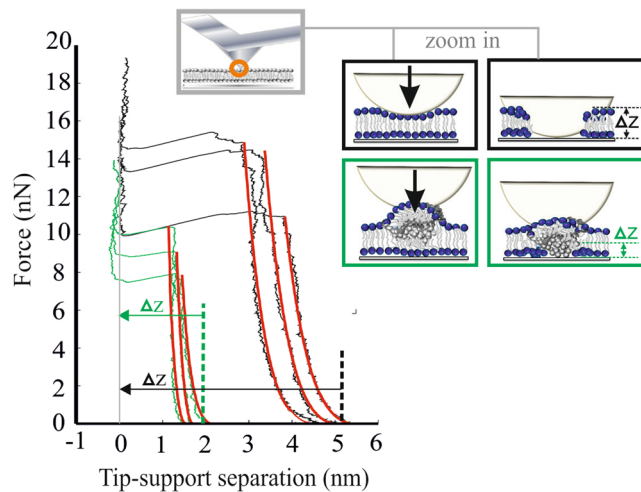 zoom in
ΔZ
ΔZ
20
18
16
14
12
10
8
6
4
2
0
Force (nN)
ΔZ
ΔZ
-1 0 1 2 3 4 5 6
Tip-support separation (nm)